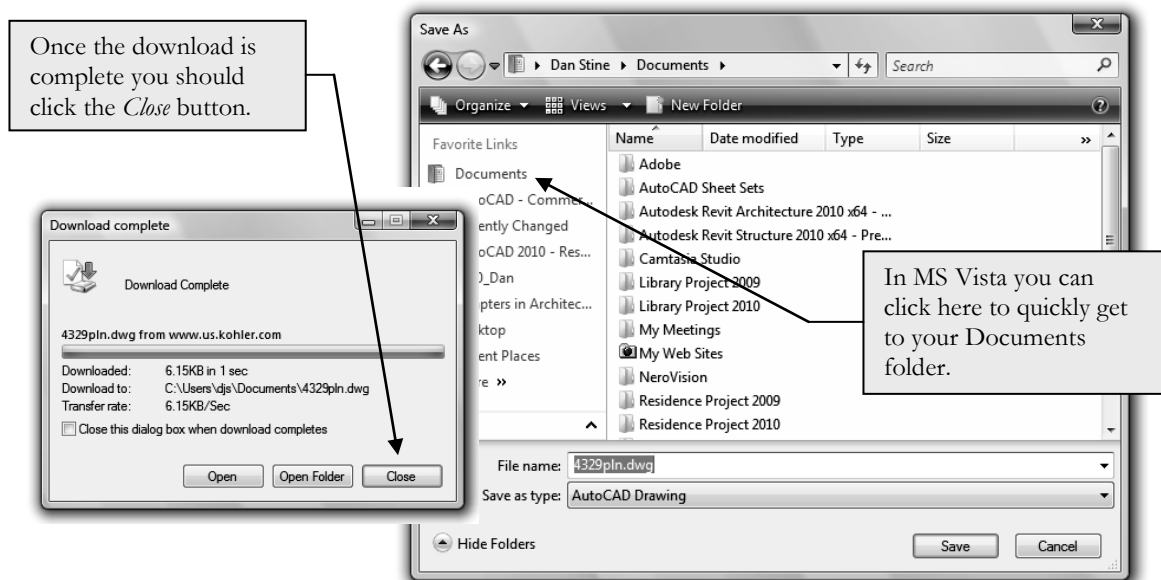 Once the download is
complete you should
click the Close button.
Save As
Dan Stine Documents
Search
Organize Views New Folder
Favorite Links
Documents
oCAD - Commer...
ently Changed
oCAD 2010 - Res...
_Dan
pters in Architec...
ktop
ent Places
re »
Name Date modified Type Size »
Adobe
AutoCAD Sheet Sets
Autodesk Revit Architecture 2010 x64 - ...
Autodesk Revit Structure 2010 x64 - Pre...
Camtasia Studio
Library Project 2009
Library Project 2010
My Meetings
My Web Sites
NeroVision
Residence Project 2009
Residence Project 2010
In MS Vista you can
click here to quickly get
to your Documents
folder.
File name: 4329pln.dwg
Save as type: AutoCAD Drawing
Hide Folders
Save Cancel
Download complete
Download Complete
4329pln.dwg from www.us.kohler.com
Downloaded: 6.15KB in 1 sec
Download to: C:\Users\djs\Documents\4329pln.dwg
Transfer rate: 6.15KB/Sec
Close this dialog box when download completes
Open Open Folder Close